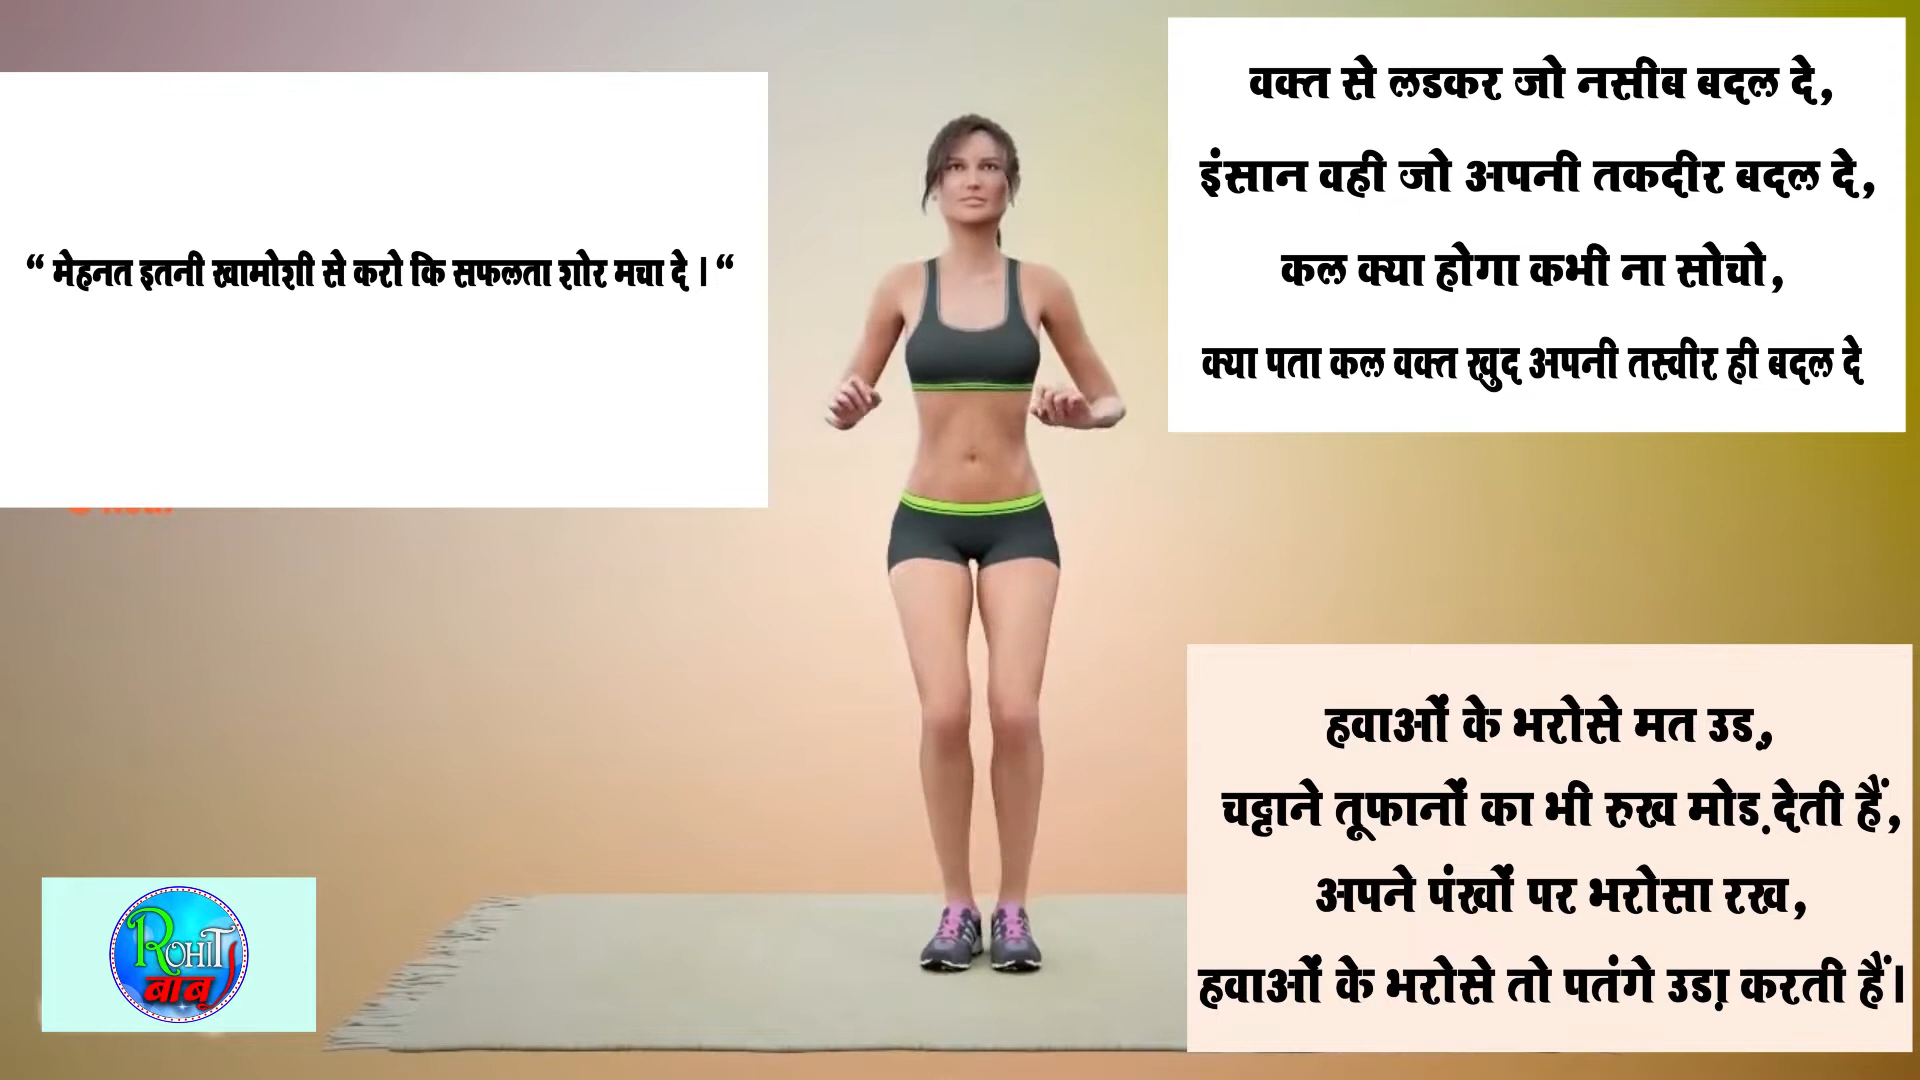 “ मेहनत इतनी खामोशी से करो कि सफलता शोर मचा दे | “
वक्त से लडकर जो नसीब बदल दे,
इंसान वही जो अपनी तकदी़र बदल दे,
कल क्या होगा कभी ना सोचो,
क्या पता कल वक्त खुद अपनी तस्वीर ही बदल दे
हवाओं के भरोसे मत उड़,
चट्टाने तूफानों का भी रुख मोड़ देती हैं,
अपने पंखों पर भरोसा रख,
हवाओं के भरोसे तो पतंगे उडा़ करती हैं|
ROHIT
बाबू